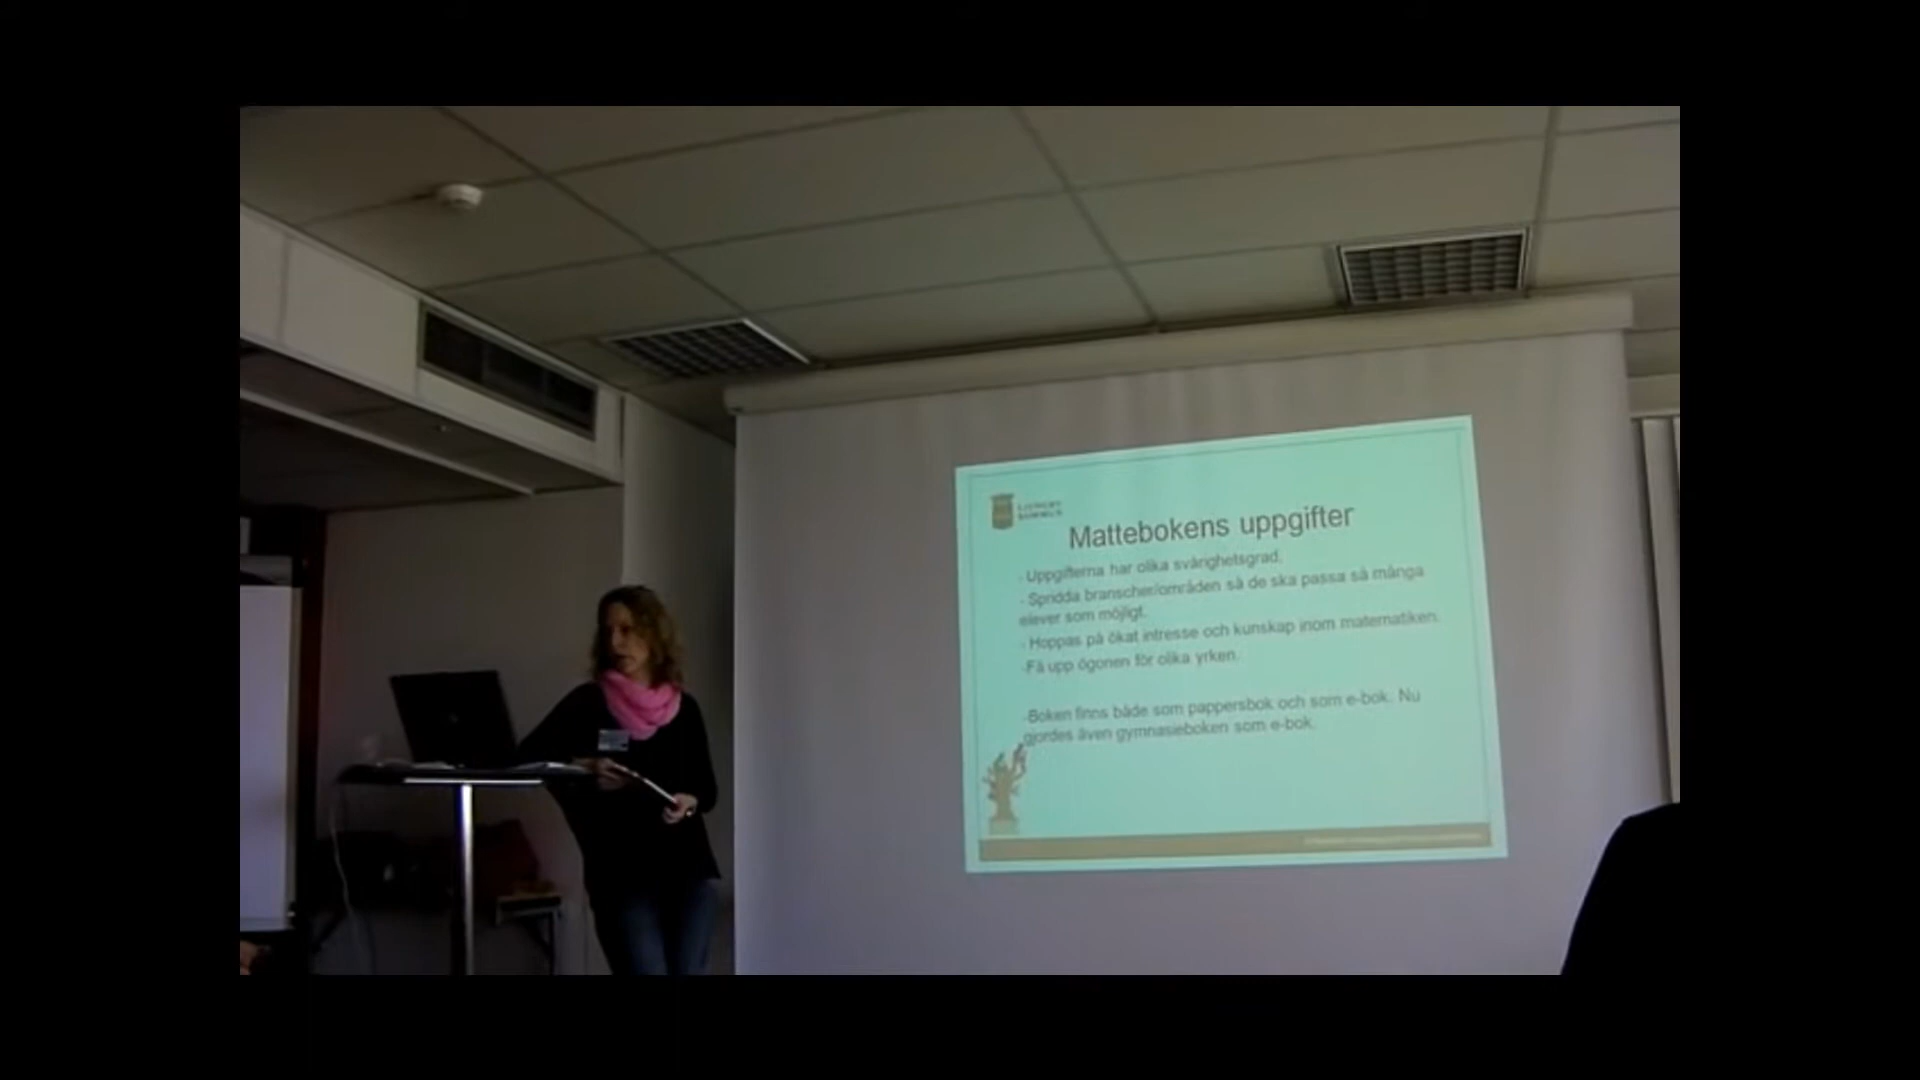 LJUNGBY
KOMMUN
Mattebokens uppgifter
- Uppgifterna har olika svårighetsgrad.
- Spridda branscher/områden så de ska passa så många
elever som möjligt.
- Hoppas på ökat intresse och kunskap inom matematiken.
-Få upp ögonen för olika yrken.
-Boken finns både som pappersbok och som e-bok. Nu
gjordes även gymnasieboken som e-bok.